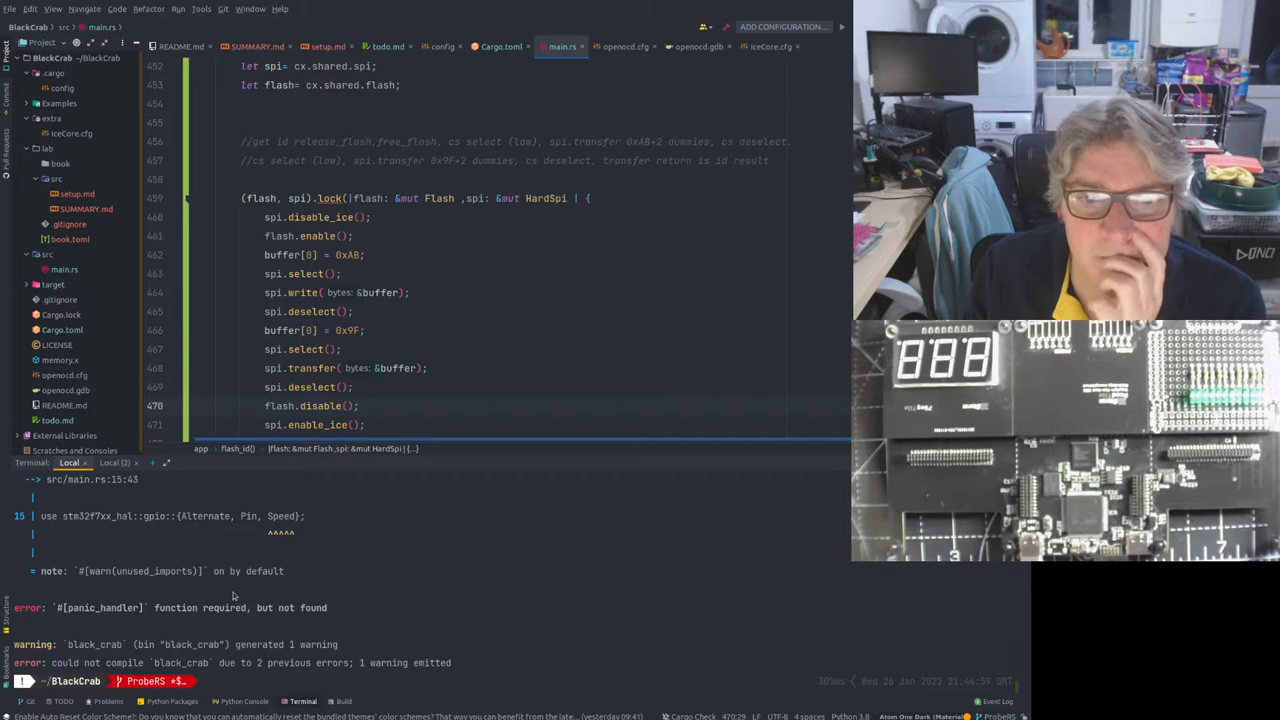 File Edit View Navigate Code Refactor Run Tools Git Window Help
BlackCrab > src > main.rs
ADD CONFIGURATION...
Project
README.md SUMMARY.md setup.md todo.md config Cargo.toml main.rs openocd.cfg openocd.gdb IceCore.cfg
BlackCrab ~/BlackCrab
.cargo
config
Examples
extra
IceCore.cfg
lab
book
src
setup.md
SUMMARY.md
.gitignore
book.toml
src
main.rs
target
.gitignore
Cargo.lock
Cargo.toml
LICENSE
memory.x
openocd.cfg
openocd.gdb
README.md
todo.md
External Libraries
Scratches and Consoles
Project
Commit
Pull Requests
Structure
Bookmarks
452 let spi= cx.shared.spi;
453 let flash= cx.shared.flash;
454
455
456 //get id release_flash,free_flash, cs select (low), spi.transfer 0xAB+2 dummies, cs deselect.
457 //cs select (low), spi.transfer 0x9F+2 dummies, cs deselect, transfer return is id result
458
459 (flash, spi).lock(|flash: &mut Flash ,spi: &mut HardSpi | {
460 spi.disable_ice();
461 flash.enable();
462 buffer[0] = 0xAB;
463 spi.select();
464 spi.write( bytes: &buffer);
465 spi.deselect();
466 buffer[0] = 0x9F;
467 spi.select();
468 spi.transfer( bytes: &buffer);
469 spi.deselect();
470 flash.disable();
471 spi.enable_ice();
app > flash_id() > |flash: &mut Flash, spi: &mut HardSpi| {...}
Terminal: Local Local (2)
--> src/main.rs:15:43
|
15 | use stm32f7xx_hal::gpio::{Alternate, Pin, Speed};
| ^^^^^
|
= note: `#[warn(unused_imports)]` on by default
error: `#[panic_handler]` function required, but not found
warning: `black_crab` (bin "black_crab") generated 1 warning
error: could not compile `black_crab` due to 2 previous errors; 1 warning emitted
! ~/BlackCrab ProbeRS *$… 305ms Wed 26 Jan 2022 21:44:59 GMT
Git TODO Problems Python Packages Python Console Terminal Build Event Log
Enable Auto Reset Color Scheme?: Do you know that you can automatically reset the bundled themes' color schemes? That way you can benefit from the late... (yesterday 09:41) Cargo Check 470:29 LF UTF-8 4 spaces Python 3.8 Atom One Dark (Material) ProbeRS